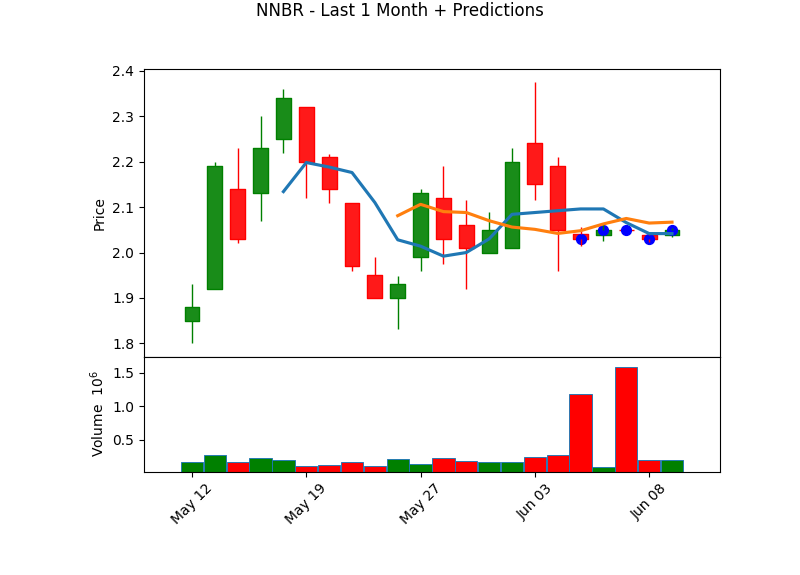 NNBR - Last 1 Month + Predictions
2.4
2.3
2.2
2.1
2.0
1.9
1.8
Price
1.5
1.0
0.5
Volume 10^6
May 12
May 19
May 27
Jun 03
Jun 08